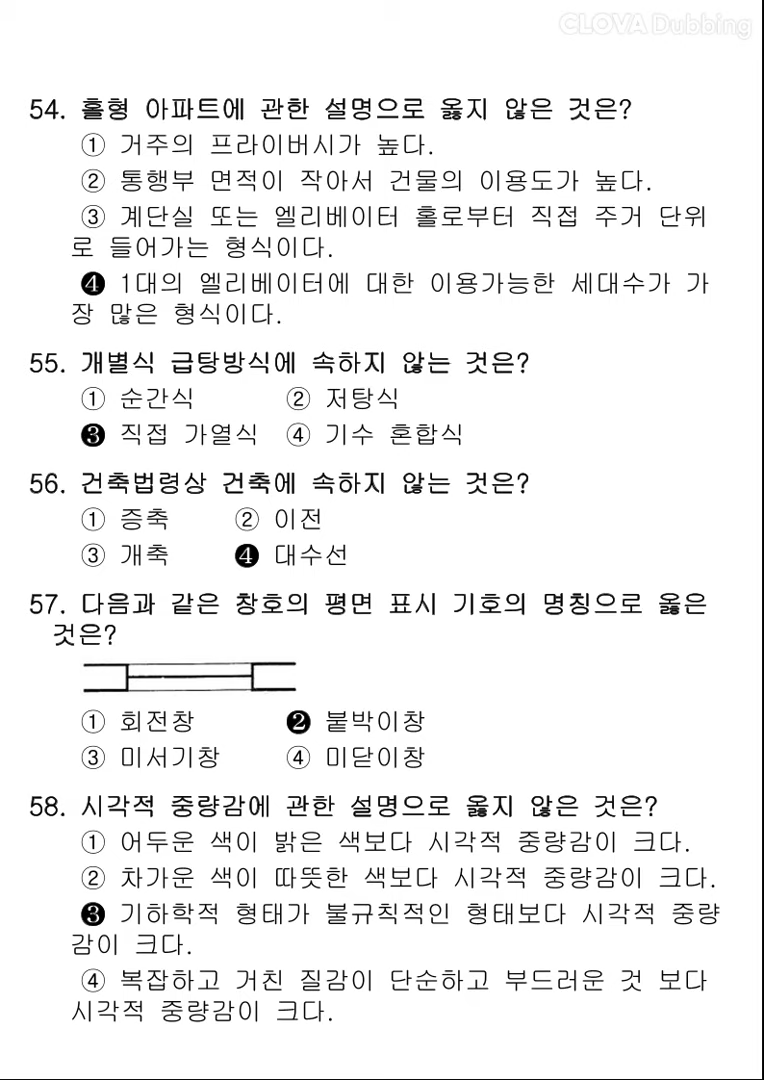 CLOVA Dubbing
54. 홀형 아파트에 관한 설명으로 옳지 않은 것은?
① 거주의 프라이버시가 높다.
② 통행부 면적이 작아서 건물의 이용도가 높다.
③ 계단실 또는 엘리베이터 홀로부터 직접 주거 단위
로 들어가는 형식이다.
❹ 1대의 엘리베이터에 대한 이용가능한 세대수가 가
장 많은 형식이다.
55. 개별식 급탕방식에 속하지 않는 것은?
① 순간식 ② 저탕식
❸ 직접 가열식 ④ 기수 혼합식
56. 건축법령상 건축에 속하지 않는 것은?
① 증축 ② 이전
③ 개축 ❹ 대수선
57. 다음과 같은 창호의 평면 표시 기호의 명칭으로 옳은
것은?
① 회전창 ❷ 붙박이창
③ 미서기창 ④ 미닫이창
58. 시각적 중량감에 관한 설명으로 옳지 않은 것은?
① 어두운 색이 밝은 색보다 시각적 중량감이 크다.
② 차가운 색이 따뜻한 색보다 시각적 중량감이 크다.
❸ 기하학적 형태가 불규칙적인 형태보다 시각적 중량
감이 크다.
④ 복잡하고 거친 질감이 단순하고 부드러운 것 보다
시각적 중량감이 크다.